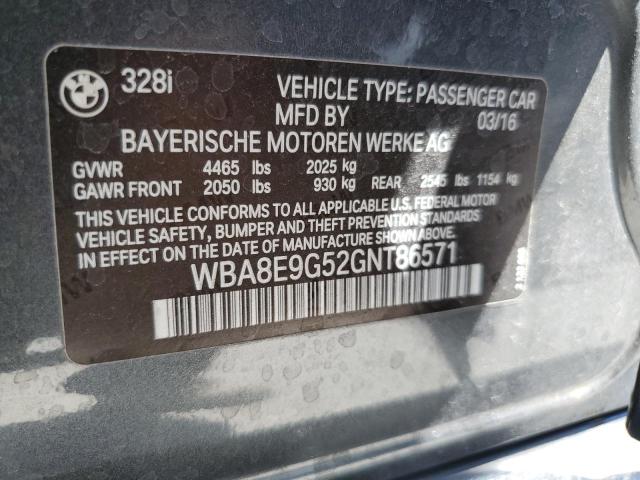 BMW
328i VEHICLE TYPE: PASSENGER CAR
MFD BY 03/16
BAYERISCHE MOTOREN WERKE AG
GVWR 4465 lbs 2025 kg
GAWR FRONT 2050 lbs 930 kg REAR 2545 lbs 1154 kg
THIS VEHICLE CONFORMS TO ALL APPLICABLE U.S. FEDERAL MOTOR
VEHICLE SAFETY, BUMPER AND THEFT PREVENTION STANDARDS IN
EFFECT ON THE DATE OF MANUFACTURE SHOWN ABOVE.
WBA8E9G52GNT86571